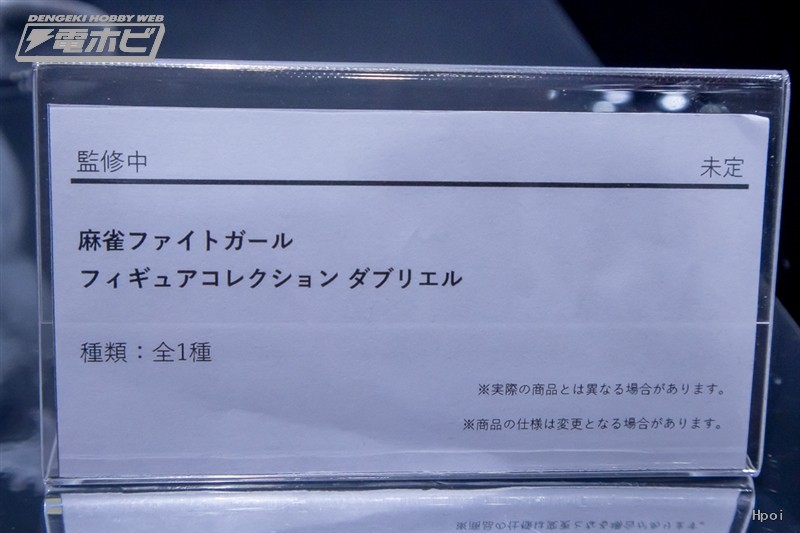 DENGEKI HOBBY WEB
電ホビ
監修中 未定
麻雀ファイトガール
フィギュアコレクション ダブリエル
種類：全1種
※実際の商品とは異なる場合があります。
※商品の仕様は変更となる場合があります。
Hpoi